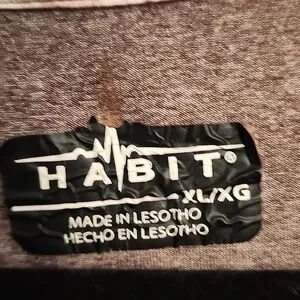 HABIT®
XL/XG
MADE IN LESOTHO
HECHO EN LESOTHO